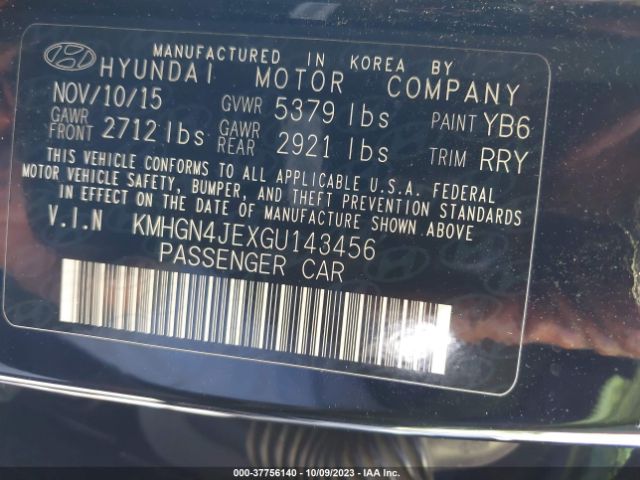 MANUFACTURED IN KOREA BY
HYUNDAI MOTOR COMPANY
NOV/10/15 GVWR 5379 lbs PAINT YB6
GAWR FRONT 2712 lbs GAWR REAR 2921 lbs TRIM RRY
THIS VEHICLE CONFORMS TO ALL APPLICABLE U.S.A. FEDERAL
MOTOR VEHICLE SAFETY, BUMPER, AND THEFT PREVENTION STANDARDS
IN EFFECT ON THE DATE OF MANUFACTURE SHOWN ABOVE
V.I.N KMHGN4JEXGU143456
PASSENGER CAR
000-37756140 - 10/09/2023 - IAA Inc.